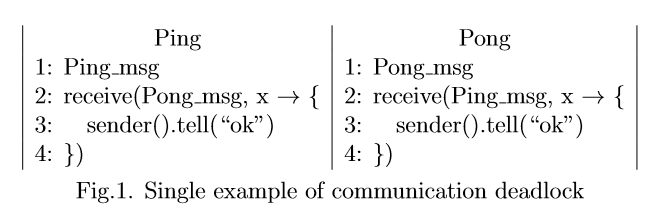 Ping
1: Ping_msg
2: receive(Pong_msg, x → {
3: sender().tell(“ok”)
4: })
Pong
1: Pong_msg
2: receive(Ping_msg, x → {
3: sender().tell(“ok”)
4: })
Fig.1. Single example of communication deadlock